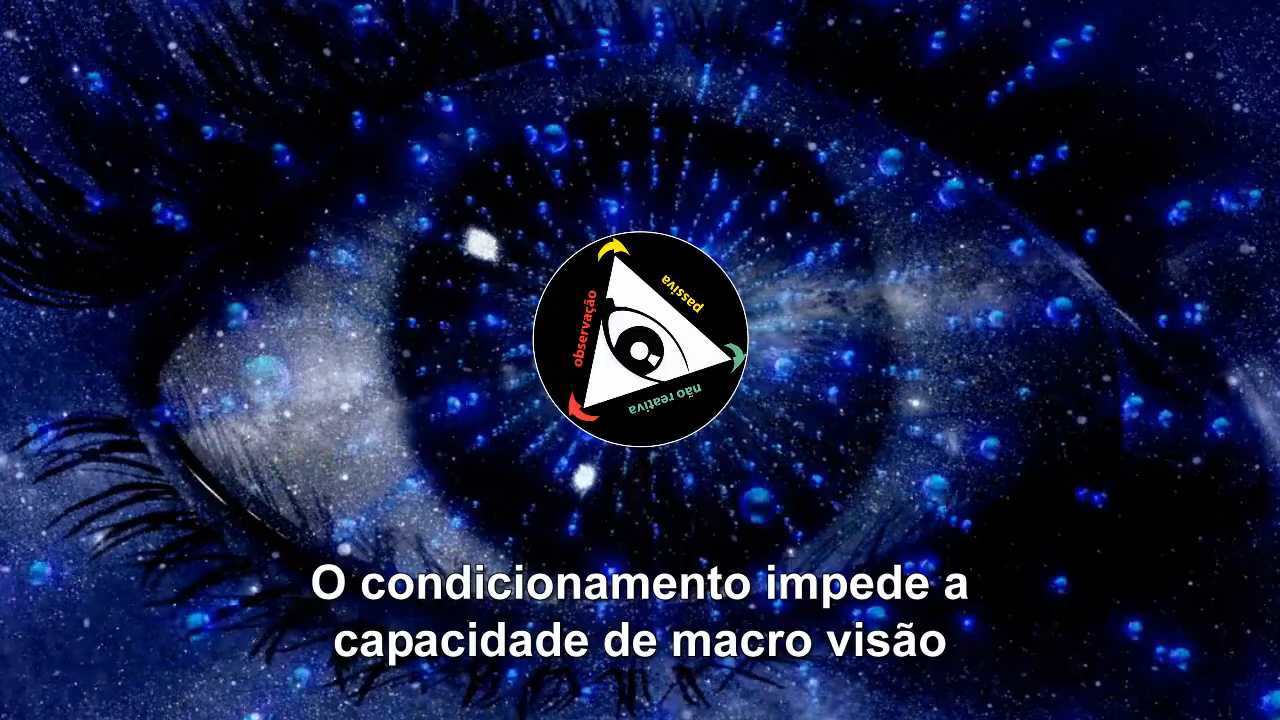 observação
passiva
não reativa
O condicionamento impede a
capacidade de macro visão